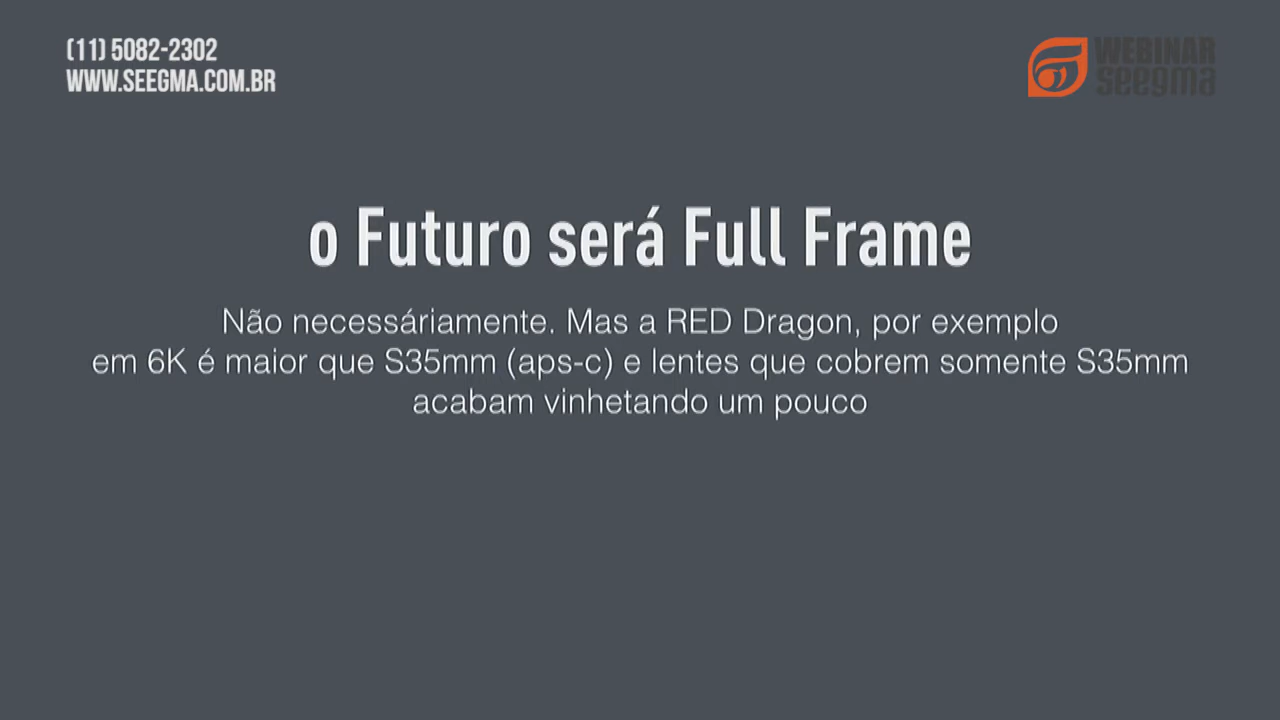 (11) 5082-2302
WWW.SEEGMA.COM.BR
WEBINAR
seegma
o Futuro será Full Frame
Não necessáriamente. Mas a RED Dragon, por exemplo
em 6K é maior que S35mm (aps-c) e lentes que cobrem somente S35mm
acabam vinhetando um pouco